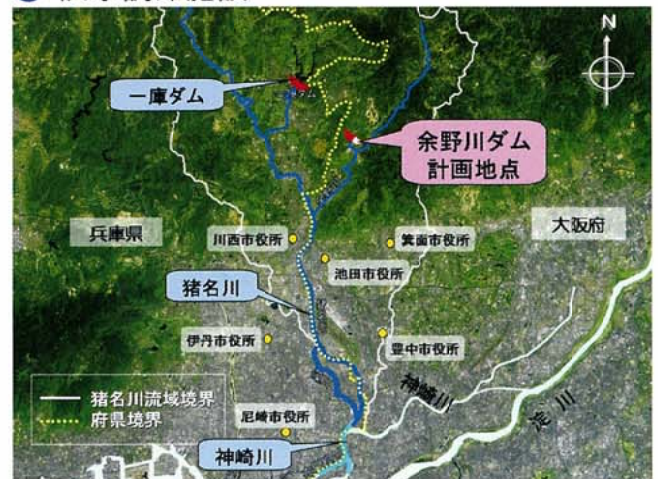 N
一庫ダム
余野川ダム
計画地点
兵庫県
川西市役所
箕面市役所
大阪府
池田市役所
猪名川
伊丹市役所
豊中市役所
神崎川
淀川
猪名川流域境界
府県境界
尼崎市役所
神崎川